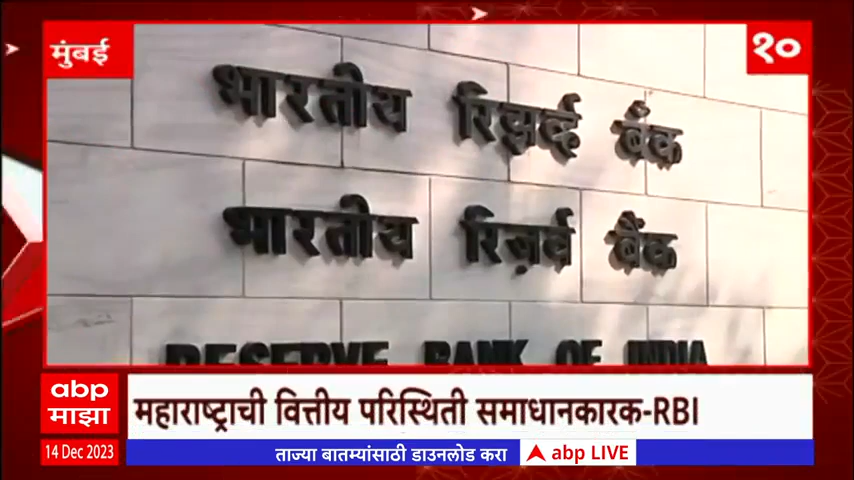 मुंबई
१०
भारतीय रिझर्व्ह बैंक
भारतीय रिज़र्व बैंक
RESERVE BANK OF INDIA
abp माझा
महाराष्ट्राची वित्तीय परिस्थिती समाधानकारक-RBI
14 Dec 2023
ताज्या बातम्यांसाठी डाउनलोड करा
abp LIVE